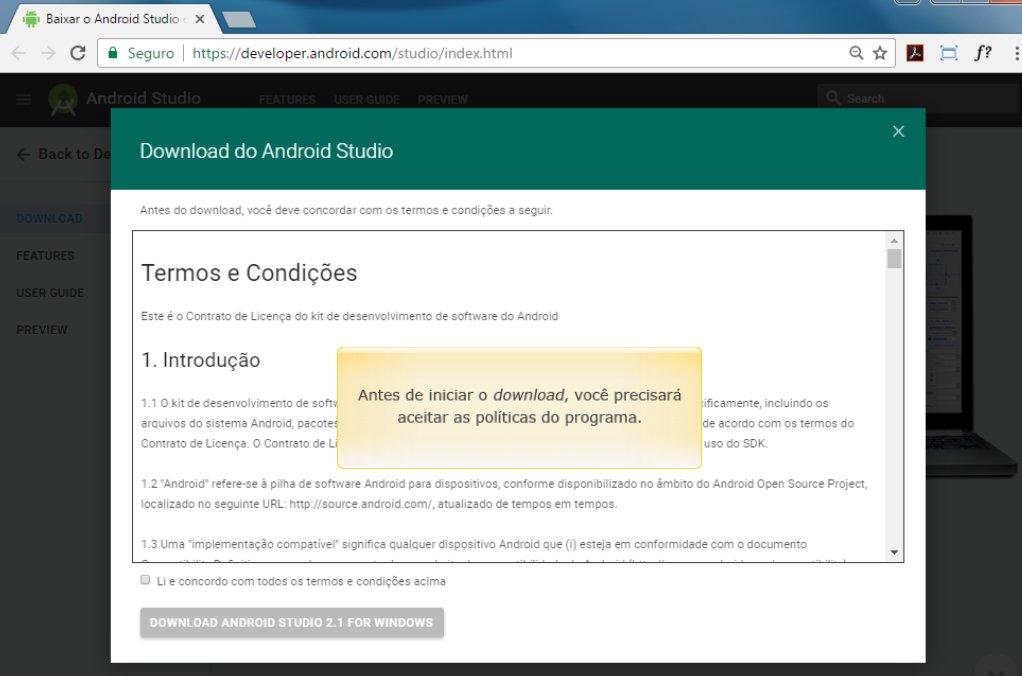 Baixar o Android Studio e
Seguro | https://developer.android.com/studio/index.html
Android Studio FEATURES USER GUIDE PREVIEW Search
Back to De
Download do Android Studio
DOWNLOAD
FEATURES
USER GUIDE
PREVIEW
Antes do download, você deve concordar com os termos e condições a seguir.
Termos e Condições
Este é o Contrato de Licença do kit de desenvolvimento de software do Android
1. Introdução
Antes de iniciar o download, você precisará
aceitar as políticas do programa.
1.1 O kit de desenvolvimento de softw cificamente, incluindo os
arquivos do sistema Android, pacotes de acordo com os termos do
Contrato de Licença. O Contrato de Li uso do SDK.
1.2 "Android" refere-se à pilha de software Android para dispositivos, conforme disponibilizado no âmbito do Android Open Source Project,
localizado no seguinte URL: http://source.android.com/, atualizado de tempos em tempos.
1.3 Uma "implementação compatível" significa qualquer dispositivo Android que (i) esteja em conformidade com o documento
Li e concordo com todos os termos e condições acima
DOWNLOAD ANDROID STUDIO 2.1 FOR WINDOWS